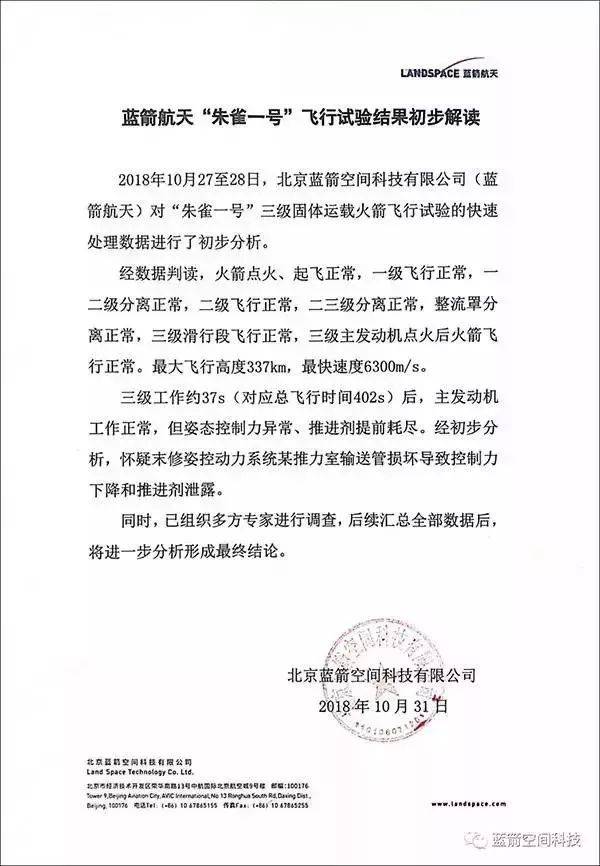 LANDSPACE 蓝箭航天
蓝箭航天“朱雀一号”飞行试验结果初步解读
2018年10月27至28日，北京蓝箭空间科技有限公司（蓝
箭航天）对“朱雀一号”三级固体运载火箭飞行试验的快速
处理数据进行了初步分析。
经数据判读，火箭点火、起飞正常，一级飞行正常，一
二级分离正常，二级飞行正常，二三级分离正常，整流罩分
离正常，三级滑行段飞行正常，三级主发动机点火后火箭飞
行正常。最大飞行高度337km，最快速度6300m/s。
三级工作约37s（对应总飞行时间402s）后，主发动机
工作正常，但姿态控制力异常、推进剂提前耗尽。经初步分
析，怀疑末修姿控动力系统某推力室输送管损坏导致控制力
下降和推进剂泄露。
同时，已组织多方专家进行调查，后续汇总全部数据后，
将进一步分析形成最终结论。
北京蓝箭空间科技有限公司
2018 年 10 月 31 日
北京蓝箭空间科技有限公司
Land Space Technology Co. Ltd.
北京市经济技术开发区荣华南路13号中航国际北京航空城9号楼 邮编:100176
Tower 9,Beijing Aviation City, AVIC International, No 13 Ronghua South Rd, Daxing Dist.,
Beijing, 100176 电话Tel: (+86) 10 67865155 传真Fax: (+86) 10 67865255
www.landspace.com
蓝箭空间科技